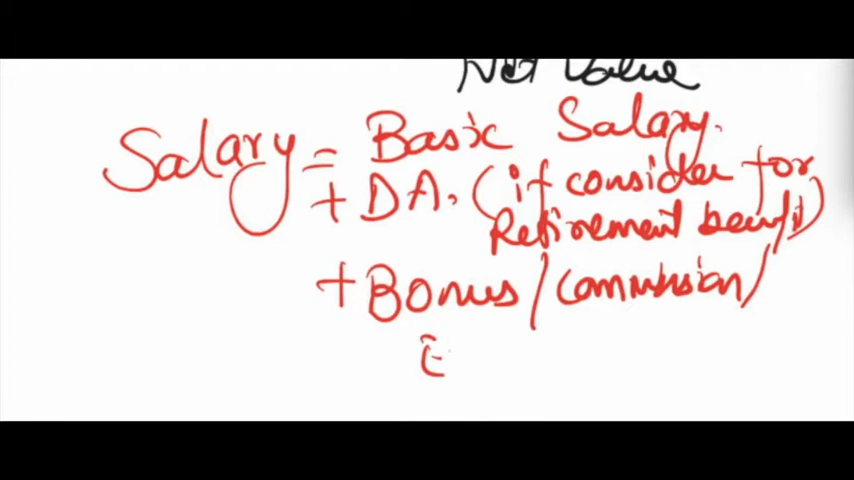 Net Value
Salary = Basic Salary.
+ DA. (if consider for
Retirement benefit)
+ Bonus / Commission /
E